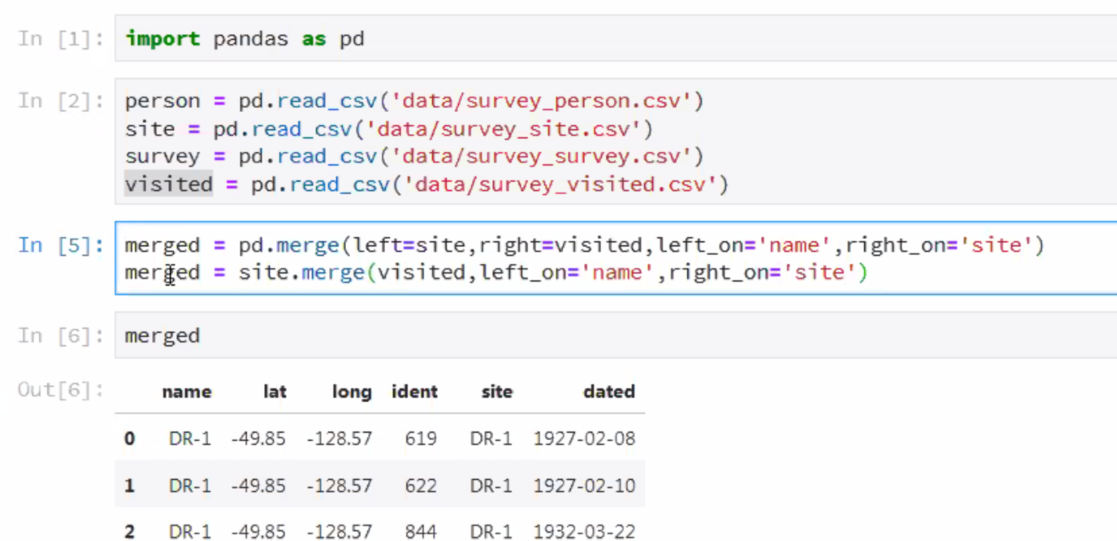 In [1]: import pandas as pd
In [2]: person = pd.read_csv('data/survey_person.csv')
site = pd.read_csv('data/survey_site.csv')
survey = pd.read_csv('data/survey_survey.csv')
visited = pd.read_csv('data/survey_visited.csv')
In [5]: merged = pd.merge(left=site,right=visited,left_on='name',right_on='site')
merged = site.merge(visited,left_on='name',right_on='site')
In [6]: merged
Out[6]: name lat long ident site dated
0 DR-1 -49.85 -128.57 619 DR-1 1927-02-08
1 DR-1 -49.85 -128.57 622 DR-1 1927-02-10
2 DR-1 -49.85 -128.57 844 DR-1 1932-03-22